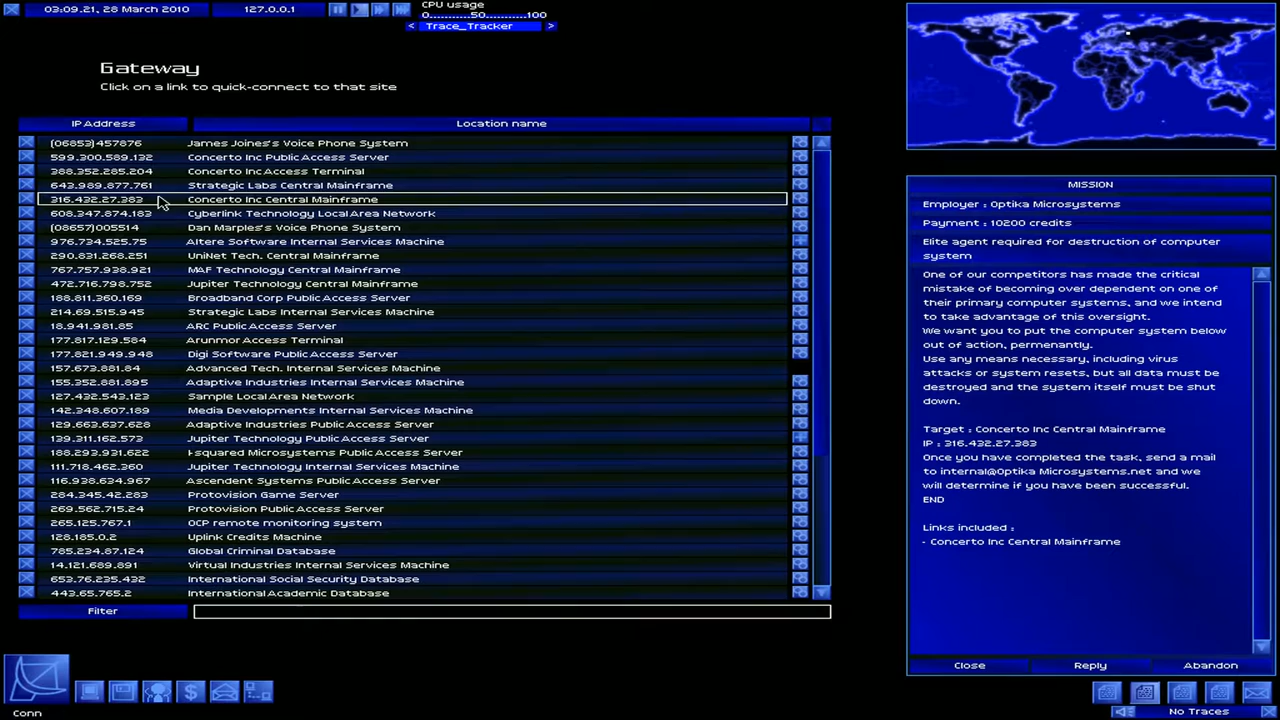 03:09.21, 28 March 2010
127.0.0.1
CPU usage
0.........50.........100
< Trace_Tracker >
Gateway
Click on a link to quick-connect to that site
IP Address Location name
(06853)457876 James Joines's Voice Phone System
599.300.589.132 Concerto Inc Public Access Server
388.352.285.204 Concerto Inc Access Terminal
643.989.877.761 Strategic Labs Central Mainframe
316.432.27.383 Concerto Inc Central Mainframe
608.347.874.183 Cyberlink Technology Local Area Network
(08657)005514 Dan Marples's Voice Phone System
976.734.525.75 Altere Software Internal Services Machine
290.831.268.251 UniNet Tech. Central Mainframe
767.757.938.921 MAF Technology Central Mainframe
472.716.798.752 Jupiter Technology Central Mainframe
188.811.360.169 Broadband Corp Public Access Server
214.69.515.945 Strategic Labs Internal Services Machine
18.941.981.85 ARC Public Access Server
177.817.129.584 Arunmor Access Terminal
177.821.949.948 Digi Software Public Access Server
157.673.881.84 Advanced Tech. Internal Services Machine
155.352.881.895 Adaptive Industries Internal Services Machine
127.432.543.123 Sample Local Area Network
142.348.607.189 Media Developments Internal Services Machine
129.663.637.628 Adaptive Industries Public Access Server
139.311.162.573 Jupiter Technology Public Access Server
188.293.931.622 Fsquared Microsystems Public Access Server
111.718.462.360 Jupiter Technology Internal Services Machine
116.938.634.967 Ascendent Systems Public Access Server
284.345.42.283 Protovision Game Server
269.562.715.24 Protovision Public Access Server
265.125.767.1 OCP remote monitoring system
128.185.0.2 Uplink Credits Machine
785.234.87.124 Global Criminal Database
14.121.689.891 Virtual Industries Internal Services Machine
653.76.235.432 International Social Security Database
443.65.765.2 International Academic Database
Filter
Conn
MISSION
Employer : Optika Microsystems
Payment : 10200 credits
Elite agent required for destruction of computer
system
One of our competitors has made the critical
mistake of becoming over dependent on one of
their primary computer systems, and we intend
to take advantage of this oversight.
We want you to put the computer system below
out of action, permenantly.
Use any means necessary, including virus
attacks or system resets, but all data must be
destroyed and the system itself must be shut
down.
Target : Concerto Inc Central Mainframe
IP : 316.432.27.383
Once you have completed the task, send a mail
to internal@Optika Microsystems.net and we
will determine if you have been successful.
END
Links included :
- Concerto Inc Central Mainframe
Close Reply Abandon
No Traces